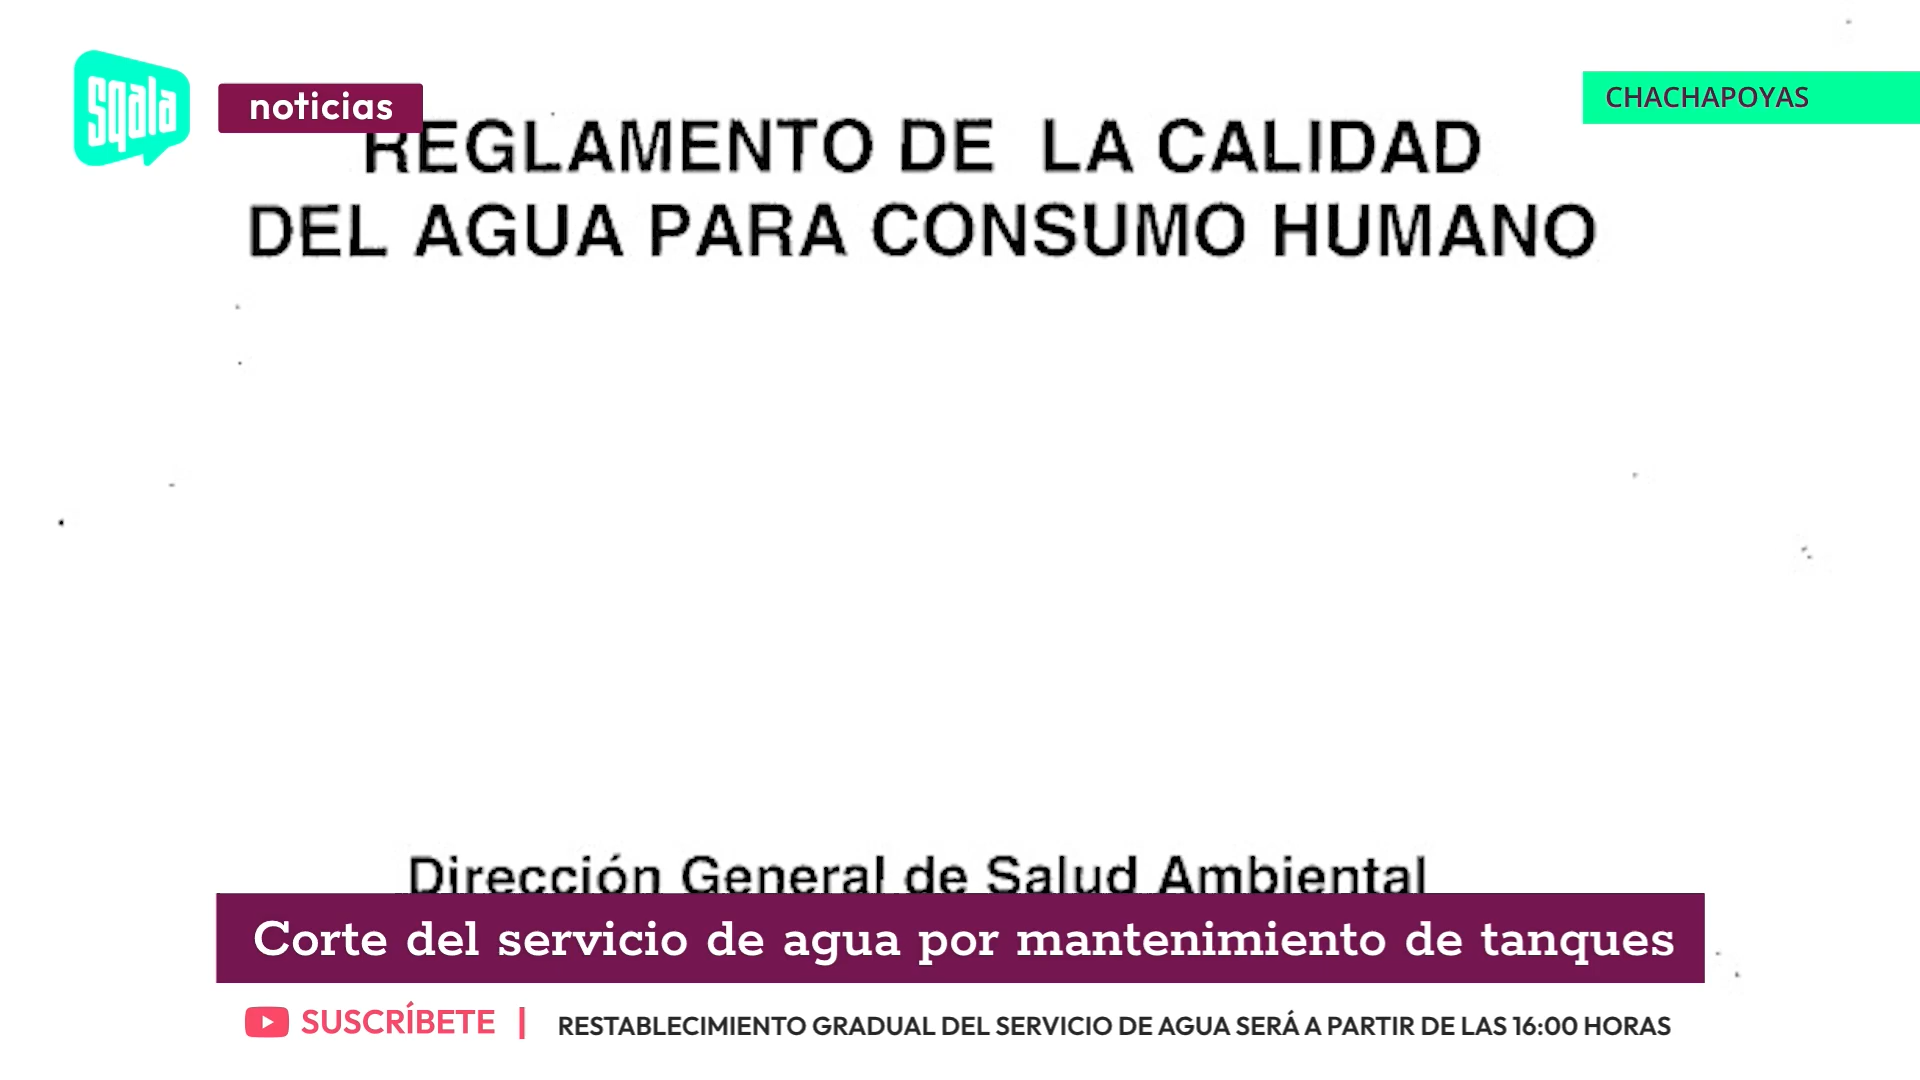 sqala
noticias
CHACHAPOYAS
REGLAMENTO DE LA CALIDAD
DEL AGUA PARA CONSUMO HUMANO
Dirección General de Salud Ambiental
Corte del servicio de agua por mantenimiento de tanques
SUSCRÍBETE | RESTABLECIMIENTO GRADUAL DEL SERVICIO DE AGUA SERÁ A PARTIR DE LAS 16:00 HORAS